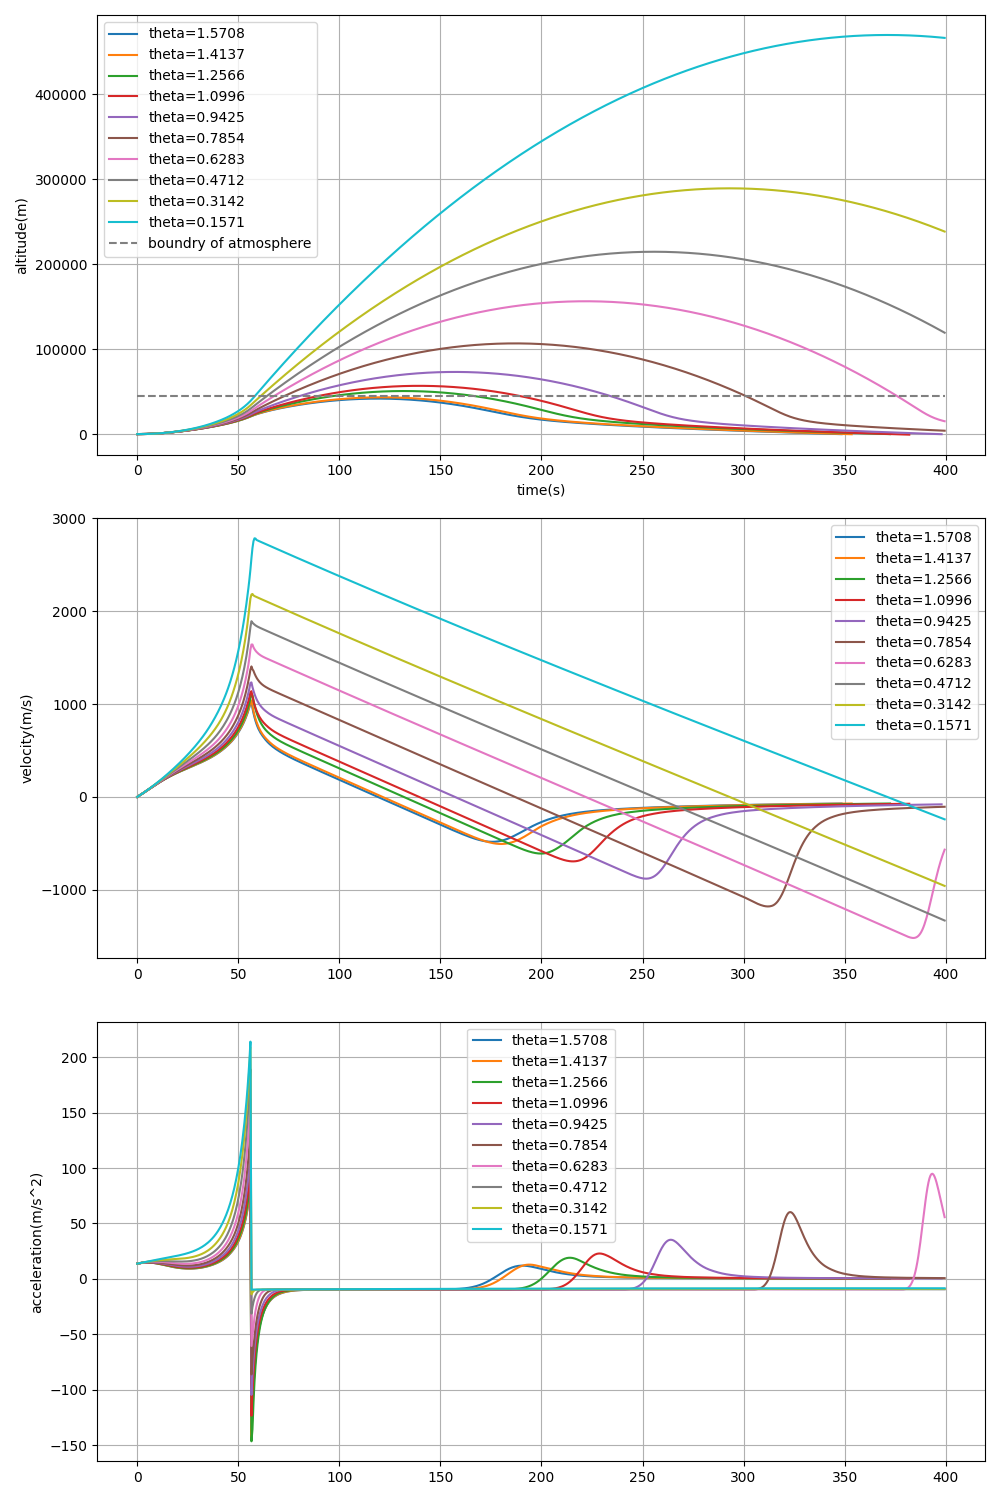 400000
300000
200000
100000
0
altitude(m)
theta=1.5708
theta=1.4137
theta=1.2566
theta=1.0996
theta=0.9425
theta=0.7854
theta=0.6283
theta=0.4712
theta=0.3142
theta=0.1571
boundry of atmosphere
0 50 100 150 200 250 300 350 400
time(s)
3000
2000
1000
0
−1000
velocity(m/s)
theta=1.5708
theta=1.4137
theta=1.2566
theta=1.0996
theta=0.9425
theta=0.7854
theta=0.6283
theta=0.4712
theta=0.3142
theta=0.1571
0 50 100 150 200 250 300 350 400
200
150
100
50
0
−50
−100
−150
acceleration(m/s^2)
theta=1.5708
theta=1.4137
theta=1.2566
theta=1.0996
theta=0.9425
theta=0.7854
theta=0.6283
theta=0.4712
theta=0.3142
theta=0.1571
0 50 100 150 200 250 300 350 400